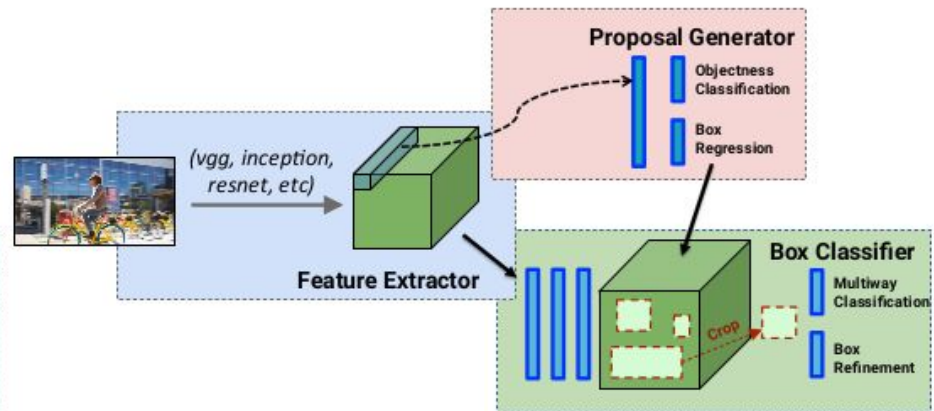 Proposal Generator
Objectness
Classification
Box
Regression
(vgg, inception,
resnet, etc)
Feature Extractor
Box Classifier
Multiway
Classification
Crop
Box
Refinement